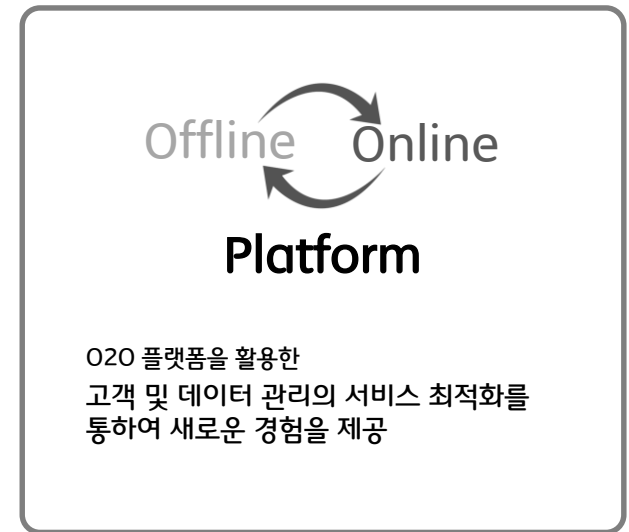 Offline Online
Platform
O2O 플랫폼을 활용한
고객 및 데이터 관리의 서비스 최적화를
통하여 새로운 경험을 제공